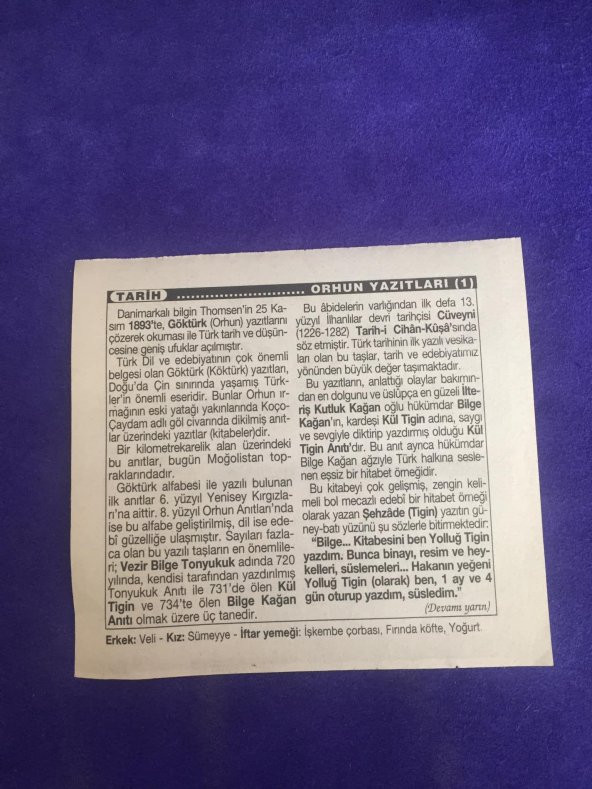 TARİH ........................ ORHUN YAZITLARI (1)
Danimarkalı bilgin Thomsen'in 25 Ka-
sım 1893'te, Göktürk (Orhun) yazıtlarını
çözerek okuması ile Türk tarih ve düşün-
cesine geniş ufuklar açılmıştır.
Türk Dil ve edebiyatının çok önemli
belgesi olan Göktürk (Köktürk) yazıtları,
Doğu'da Çin sınırında yaşamış Türk-
ler'in önemli eseridir. Bunlar Orhun ır-
mağının eski yatağı yakınlarında Koço-
Çaydam adlı göl civarında dikilmiş anıt-
lar üzerindeki yazıtlar (kitabeler)dir.
Bir kilometrekarelik alan üzerindeki
bu anıtlar, bugün Moğolistan top-
raklarındadır.
Göktürk alfabesi ile yazılı bulunan
ilk anıtlar 6. yüzyıl Yenisey Kırgızla-
rı'na aittir. 8. yüzyıl Orhun Anıtları'nda
ise bu alfabe geliştirilmiş, dil ise ede-
bî güzelliğe ulaşmıştır. Sayıları fazla-
ca olan bu yazılı taşların en önemlile-
ri; Vezir Bilge Tonyukuk adında 720
yılında, kendisi tarafından yazdırılmış
Tonyukuk Anıtı ile 731'de ölen Kül
Tigin ve 734'te ölen Bilge Kağan
Anıtı olmak üzere üç tanedir.
Bu âbidelerin varlığından ilk defa 13.
yüzyıl İlhanlılar devri tarihçisi Cüveyni
(1226-1282) Tarih-i Cihân-Kûşâ'sında
söz etmiştir. Türk tarihinin ilk yazılı vesika-
ları olan bu taşlar, tarih ve edebiyatımız
yönünden büyük değer taşımaktadır.
Bu yazıtların, anlattığı olaylar bakımın-
dan en dolgunu ve üslûpça en güzeli İlte-
riş Kutluk Kağan oğlu hükümdar Bilge
Kağan'ın, kardeşi Kül Tigin adına, saygı
ve sevgiyle diktirip yazdırmış olduğu Kül
Tigin Anıtı'dır. Bu anıt ayrıca hükümdar
Bilge Kağan ağzıyle Türk halkına sesle-
nen eşsiz bir hitabet örneğidir.
Bu kitabeyi çok gelişmiş, zengin keli-
meli bol mecazlı edebî bir hitabet örneği
olarak yazan Şehzâde (Tigin) yazıtın gü-
ney-batı yüzünü şu sözlerle bitirmektedir:
"Bilge... Kitabesini ben Yolluğ Tigin
yazdım. Bunca binayı, resim ve hey-
kelleri, süslemeleri... Hakanın yeğeni
Yolluğ Tigin (olarak) ben, 1 ay ve 4
gün oturup yazdım, süsledim."
(Devamı yarın)
Erkek: Veli - Kız: Sümeyye - İftar yemeği: İşkembe çorbası, Fırında köfte, Yoğurt